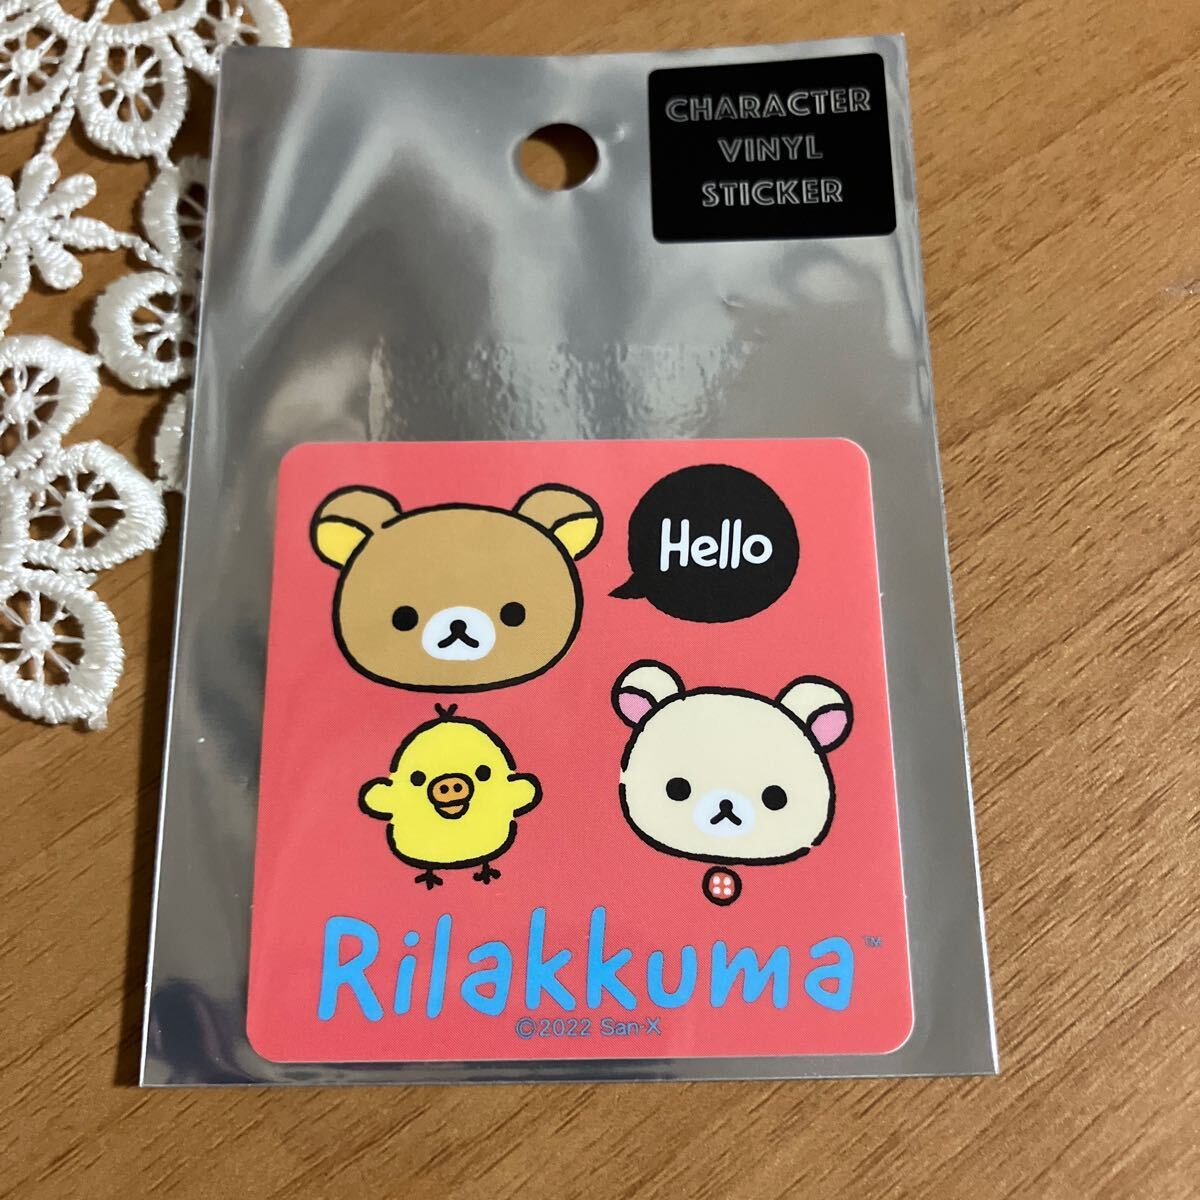 CHARACTER
VINYL
STICKER
Hello
Rilakkuma™
©2022 San-X